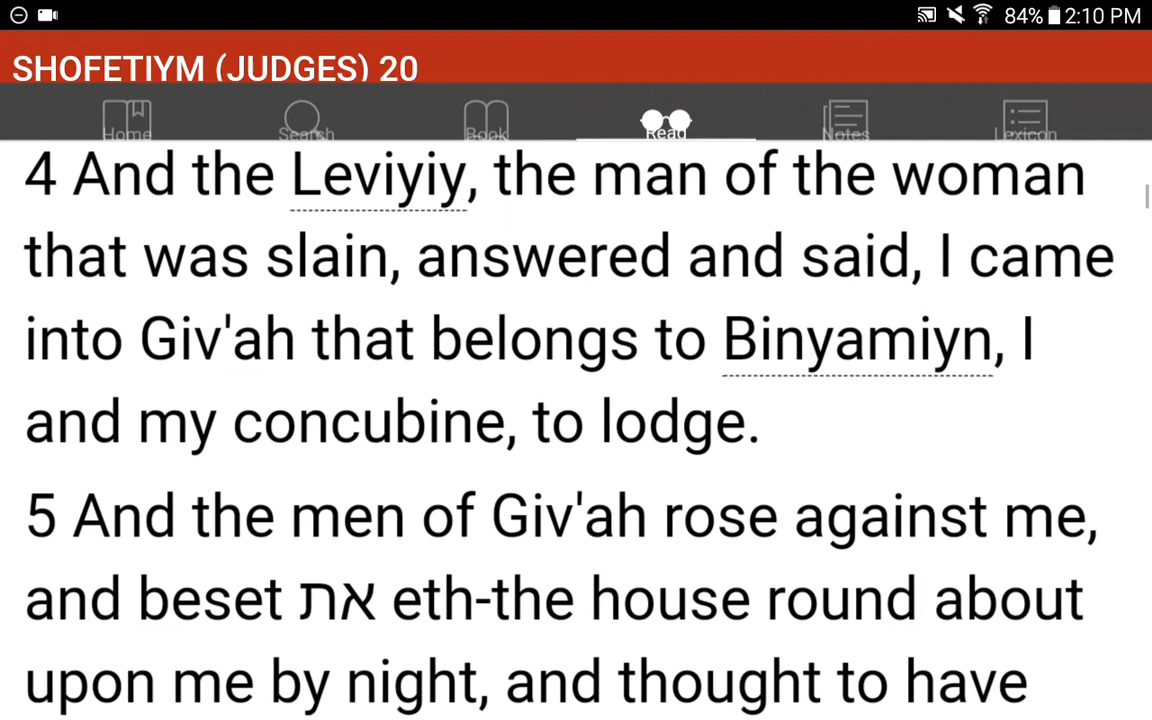 84% 2:10 PM
SHOFETIYM (JUDGES) 20
Home Search Book Read Notes Lexicon
4 And the Leviyiy, the man of the woman
that was slain, answered and said, I came
into Giv'ah that belongs to Binyamiyn, I
and my concubine, to lodge.
5 And the men of Giv'ah rose against me,
and beset את eth-the house round about
upon me by night, and thought to have